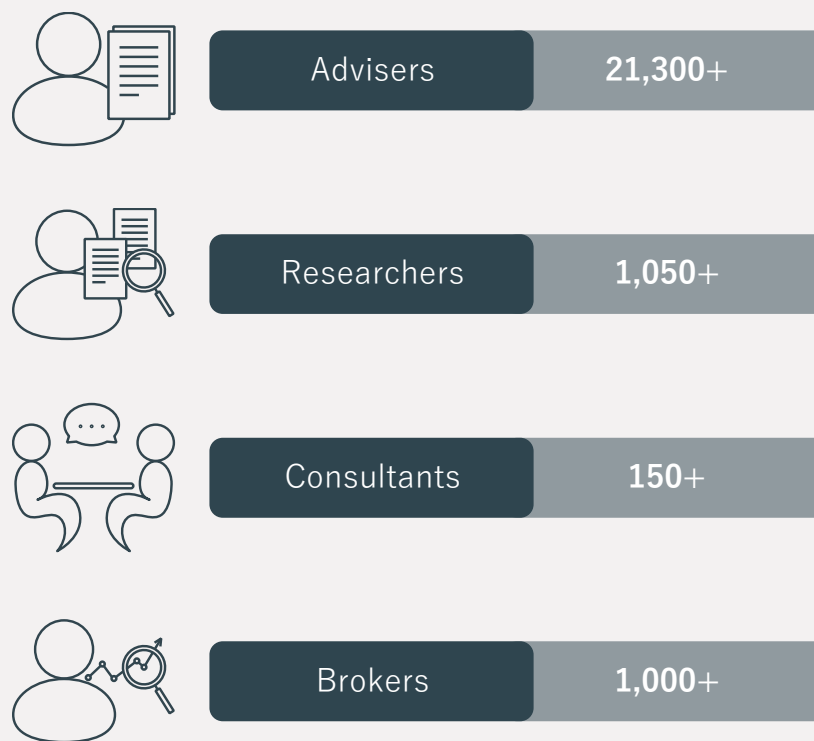 Advisers 21,300+
Researchers 1,050+
Consultants 150+
Brokers 1,000+